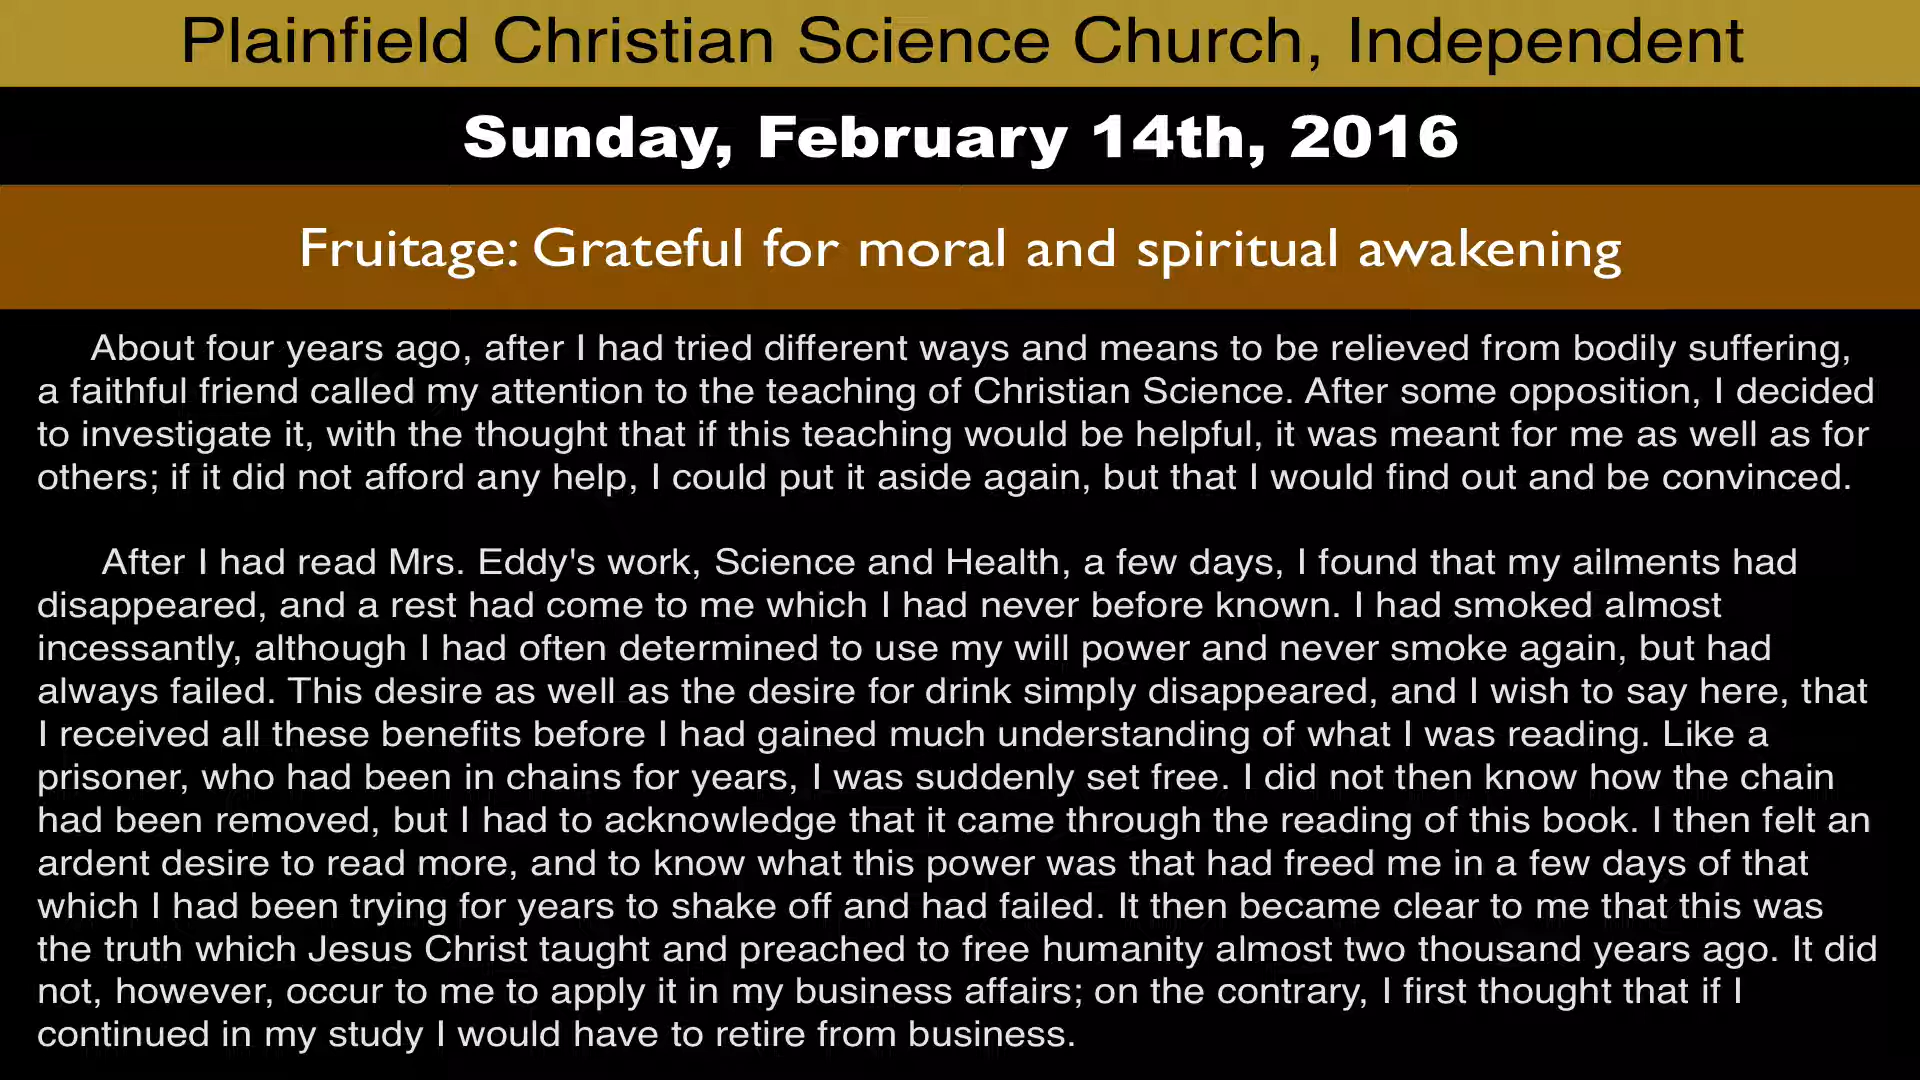 Plainfield Christian Science Church, Independent
Sunday, February 14th, 2016
Fruitage: Grateful for moral and spiritual awakening
About four years ago, after I had tried different ways and means to be relieved from bodily suffering,
a faithful friend called my attention to the teaching of Christian Science. After some opposition, I decided
to investigate it, with the thought that if this teaching would be helpful, it was meant for me as well as for
others; if it did not afford any help, I could put it aside again, but that I would find out and be convinced.
After I had read Mrs. Eddy's work, Science and Health, a few days, I found that my ailments had
disappeared, and a rest had come to me which I had never before known. I had smoked almost
incessantly, although I had often determined to use my will power and never smoke again, but had
always failed. This desire as well as the desire for drink simply disappeared, and I wish to say here, that
I received all these benefits before I had gained much understanding of what I was reading. Like a
prisoner, who had been in chains for years, I was suddenly set free. I did not then know how the chain
had been removed, but I had to acknowledge that it came through the reading of this book. I then felt an
ardent desire to read more, and to know what this power was that had freed me in a few days of that
which I had been trying for years to shake off and had failed. It then became clear to me that this was
the truth which Jesus Christ taught and preached to free humanity almost two thousand years ago. It did
not, however, occur to me to apply it in my business affairs; on the contrary, I first thought that if I
continued in my study I would have to retire from business.